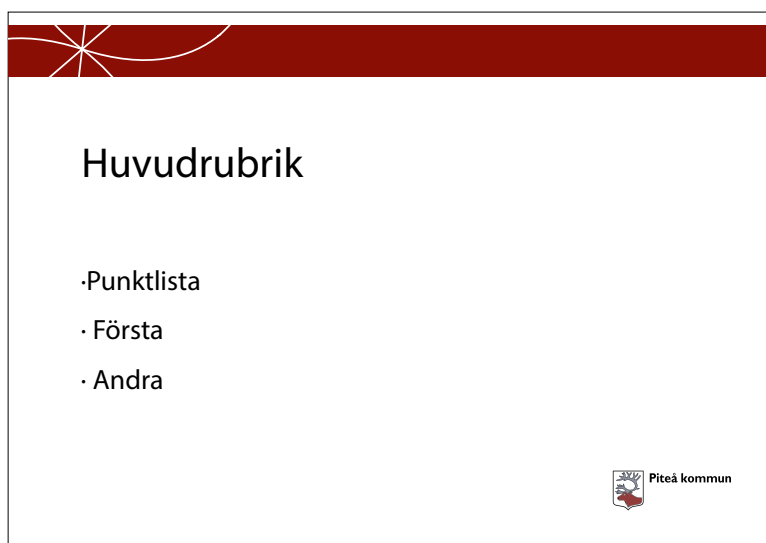 Huvudrubrik
·Punktlista
· Första
· Andra
Piteå kommun